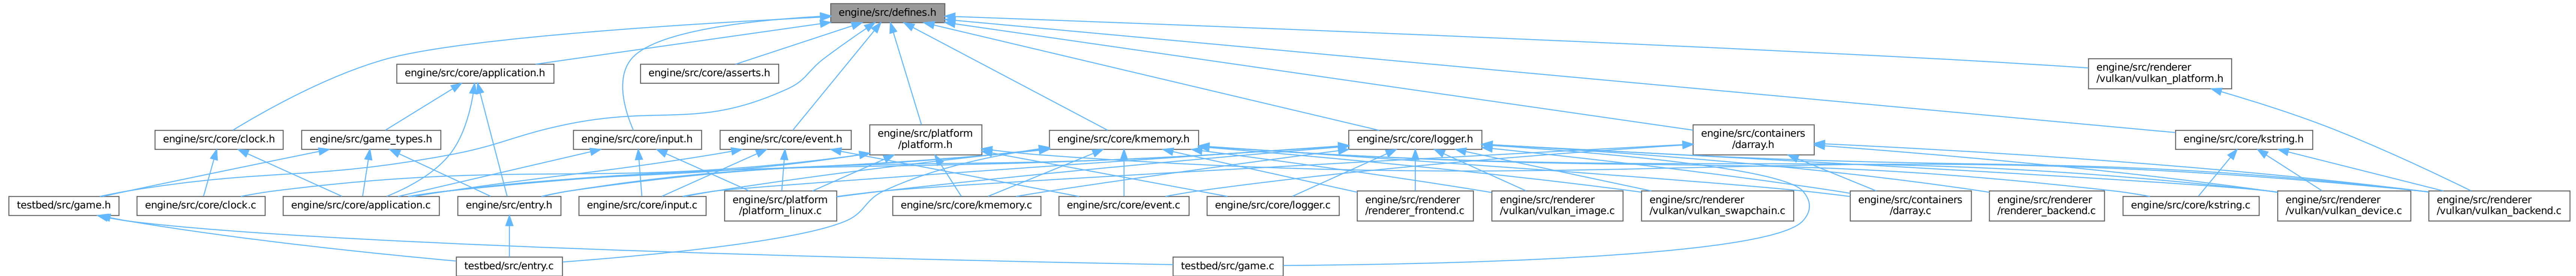 engine/src/defines.h
engine/src/core/application.h
engine/src/core/asserts.h
engine/src/renderer
/vulkan/vulkan_platform.h
engine/src/core/clock.h
engine/src/game_types.h
engine/src/core/input.h
engine/src/core/event.h
engine/src/platform
/platform.h
engine/src/core/kmemory.h
engine/src/core/logger.h
engine/src/containers
/darray.h
engine/src/core/kstring.h
testbed/src/game.h
engine/src/core/clock.c
engine/src/core/application.c
engine/src/entry.h
engine/src/core/input.c
engine/src/platform
/platform_linux.c
engine/src/core/kmemory.c
engine/src/core/event.c
engine/src/core/logger.c
engine/src/renderer
/renderer_frontend.c
engine/src/renderer
/vulkan/vulkan_image.c
engine/src/renderer
/vulkan/vulkan_swapchain.c
engine/src/containers
/darray.c
engine/src/renderer
/renderer_backend.c
engine/src/core/kstring.c
engine/src/renderer
/vulkan/vulkan_device.c
engine/src/renderer
/vulkan/vulkan_backend.c
testbed/src/entry.c
testbed/src/game.c